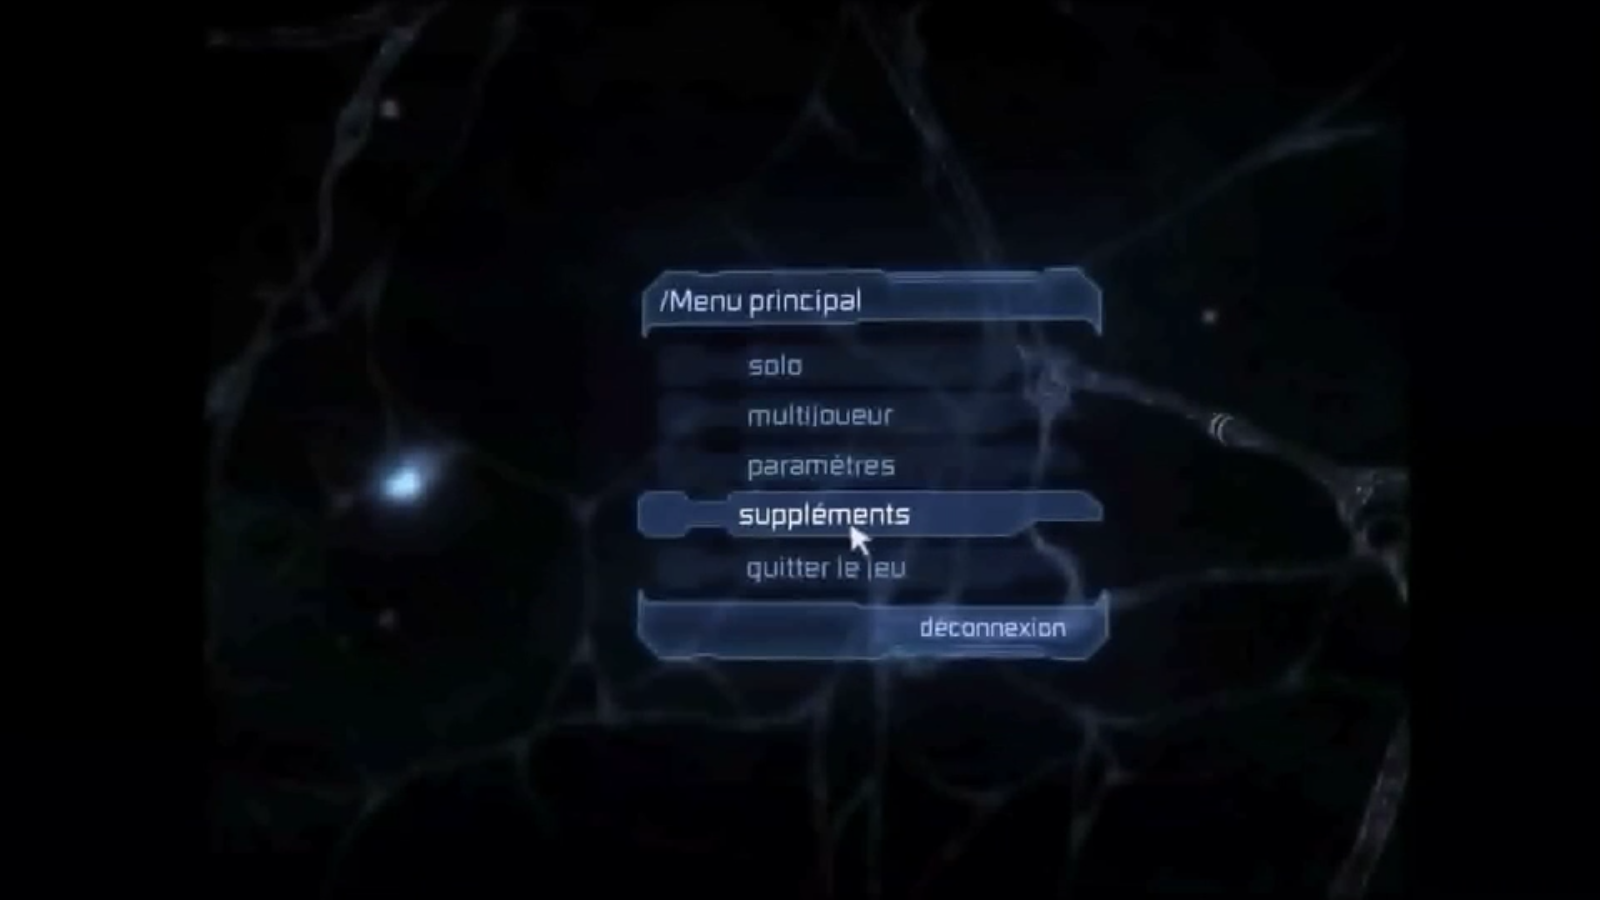 /Menu principal
solo
multijoueur
paramètres
suppléments
quitter le jeu
déconnexion